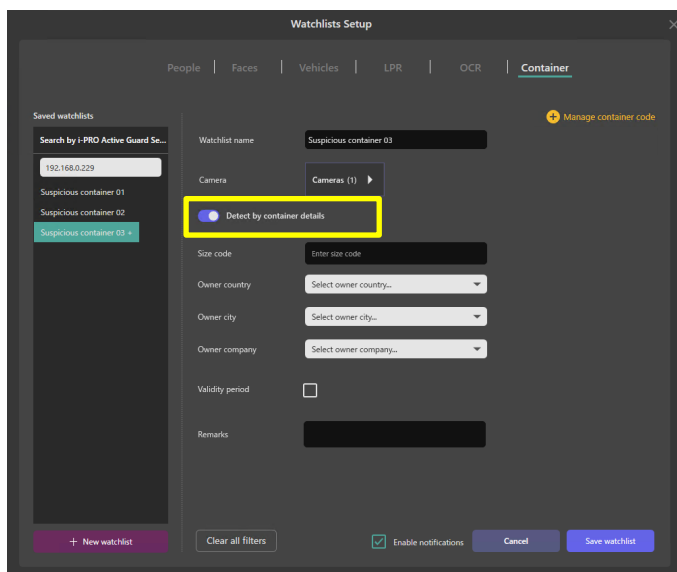 Watchlists Setup
People Faces Vehicles LPR OCR Container
Saved watchlists
Manage container code
Search by i-PRO Active Guard Se...
192.168.0.229
Suspicious container 01
Suspicious container 02
Suspicious container 03 +
Watchlist name Suspicious container 03
Camera Cameras (1)
Detect by container details
Size code Enter size code
Owner country Select owner country...
Owner city Select owner city...
Owner company Select owner company...
Validity period
Remarks
+ New watchlist
Clear all filters
Enable notifications
Cancel
Save watchlist